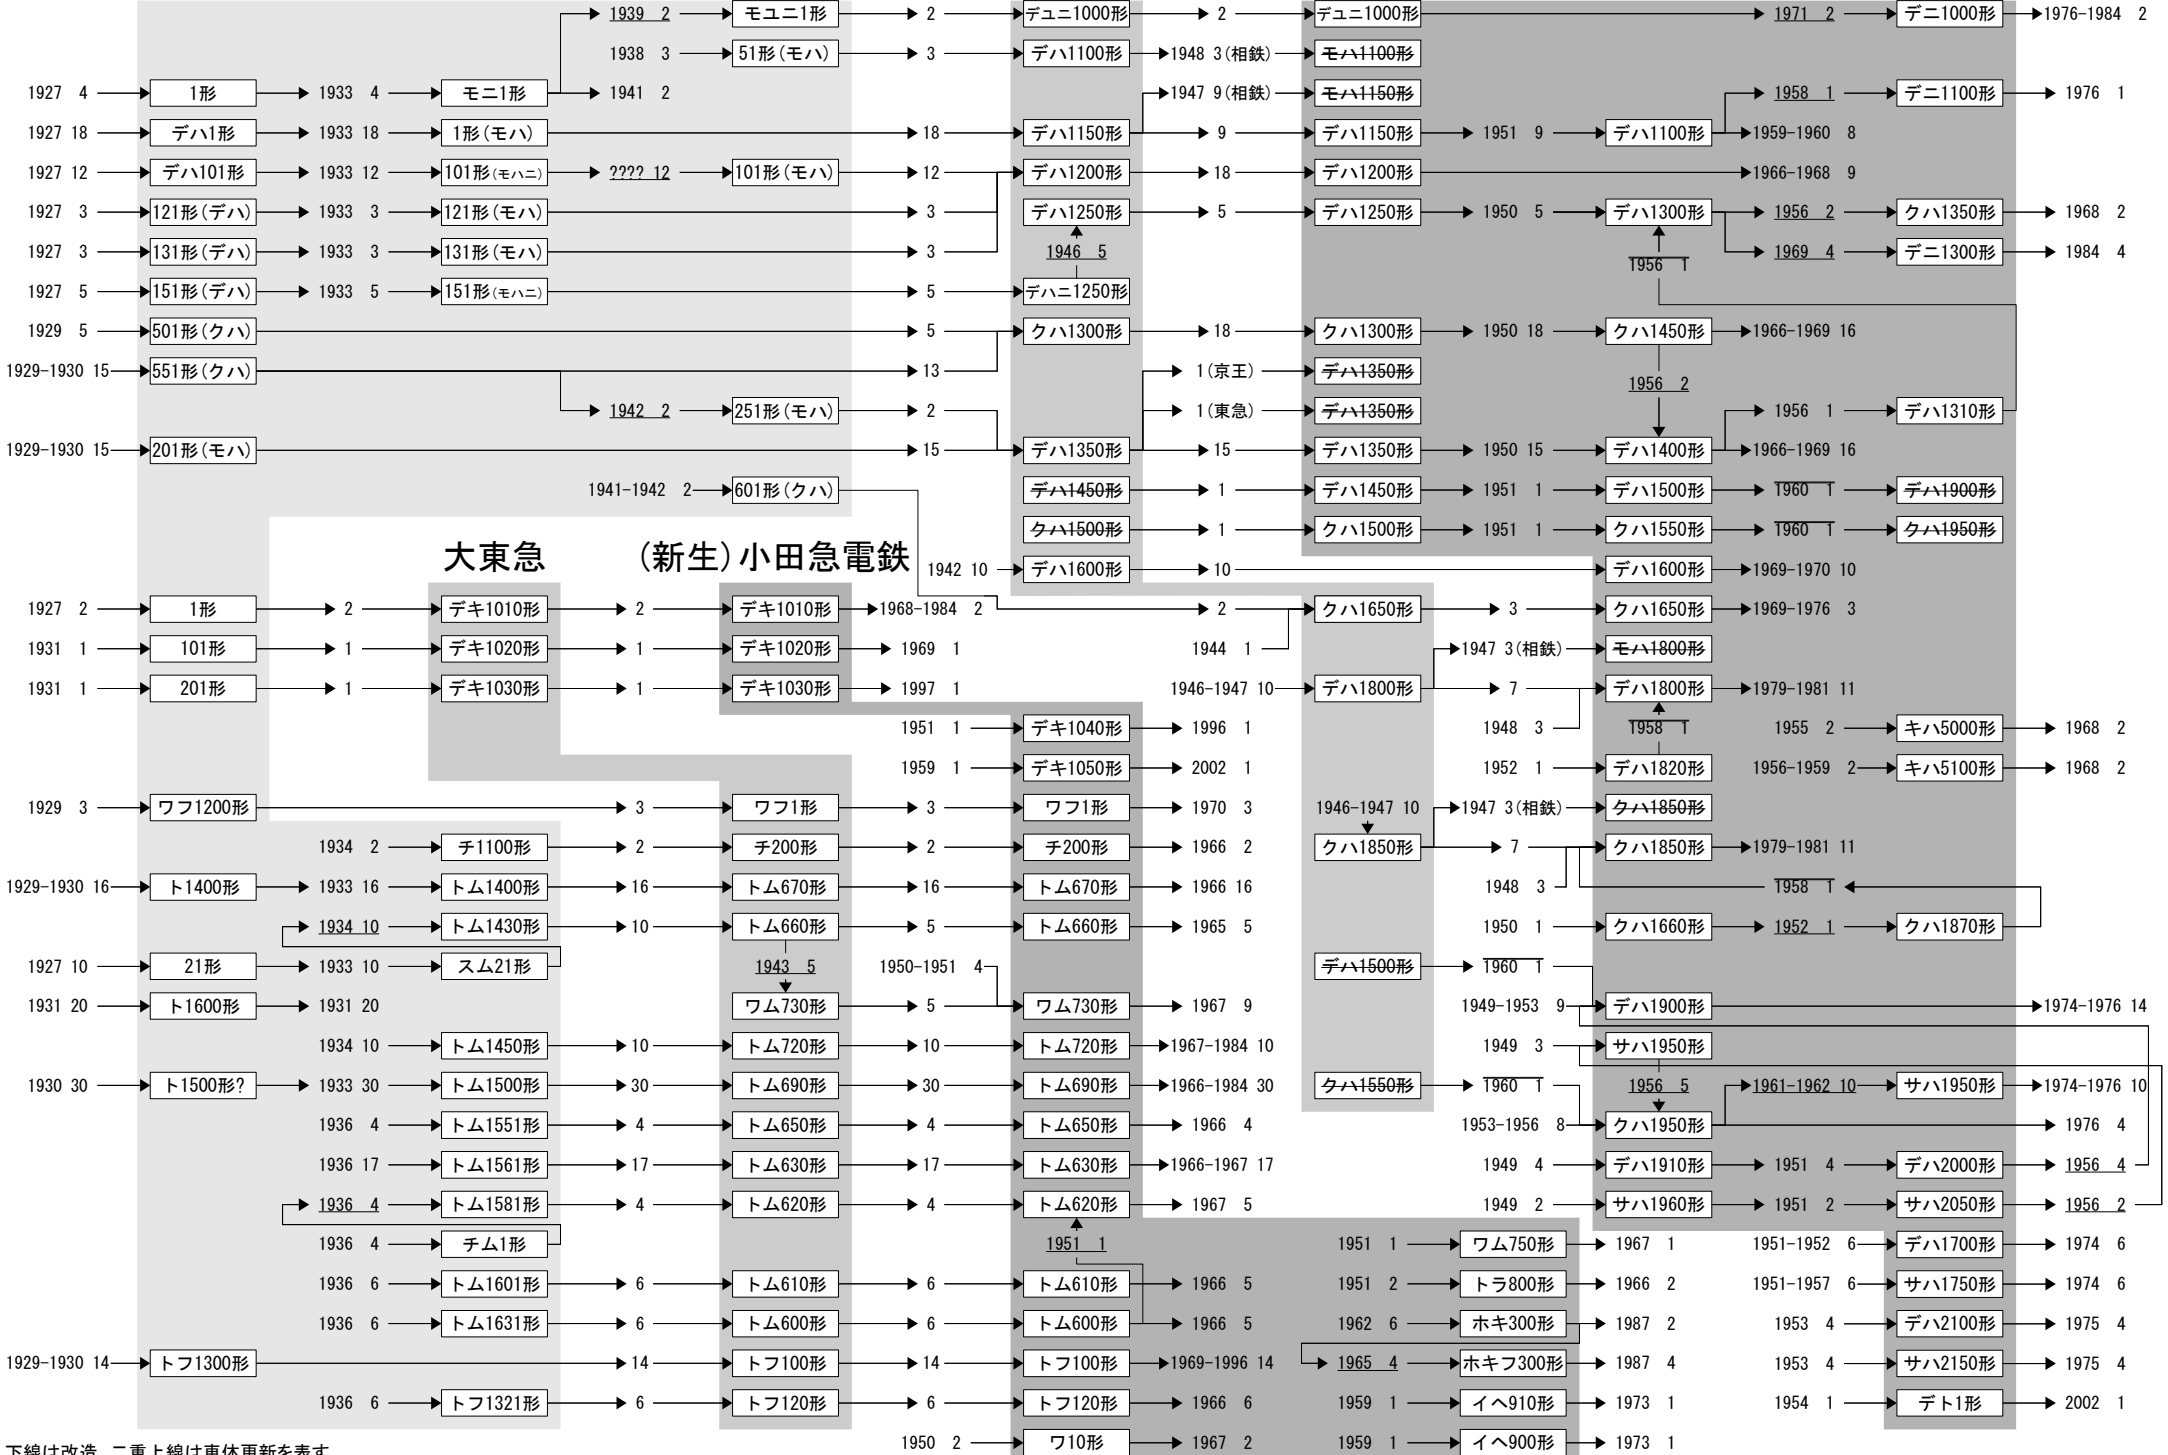 1939 2 モユニ1形 2 デユニ1000形 2 デユニ1000形 1971 2 デニ1000形 1976-1984 2
1938 3 51形(モハ) 3 デハ1100形 1948 3(相鉄) モハ1100形
1927 4 1形 1933 4 モニ1形 1941 2 1947 9(相鉄) モハ1150形 1958 1 デニ1100形 1976 1
1927 18 デハ1形 1933 18 1形(モハ) 18 デハ1150形 9 デハ1150形 1951 9 デハ1100形 1959-1960 8
1927 12 デハ101形 1933 12 101形(モハニ) ???? 12 101形(モハ) 12 デハ1200形 18 デハ1200形 1966-1968 9
1927 3 121形(デハ) 1933 3 121形(モハ) 3 デハ1250形 5 デハ1250形 1950 5 デハ1300形 1956 2 クハ1350形 1968 2
1927 3 131形(デハ) 1933 3 131形(モハ) 3 1946 5 1956 1 1969 4 デニ1300形 1984 4
1927 5 151形(デハ) 1933 5 151形(モハニ) 5 デハニ1250形
1929 5 501形(クハ) 5 クハ1300形 18 クハ1300形 1950 18 クハ1450形 1966-1969 16
1929-1930 15 551形(クハ) 13 1(京王) デハ1350形 1956 2
1942 2 251形(モハ) 2 1(東急) デハ1350形 1956 1 デハ1310形
1929-1930 15 201形(モハ) 15 デハ1350形 15 デハ1350形 1950 15 デハ1400形 1966-1969 16
1941-1942 2 601形(クハ) デハ1450形 1 デハ1450形 1951 1 デハ1500形 1960 1 デハ1900形
クハ1500形 1 クハ1500形 1951 1 クハ1550形 1960 1 クハ1950形
大東急 (新生)小田急電鉄
1942 10 デハ1600形 10 デハ1600形 1969-1970 10
1927 2 1形 2 デキ1010形 2 デキ1010形 1968-1984 2 2 クハ1650形 3 クハ1650形 1969-1976 3
1931 1 101形 1 デキ1020形 1 デキ1020形 1969 1 1944 1 1947 3(相鉄) モハ1800形
1931 1 201形 1 デキ1030形 1 デキ1030形 1997 1 1946-1947 10 デハ1800形 7 デハ1800形 1979-1981 11
1951 1 デキ1040形 1996 1 1948 3 1958 1 1955 2 キハ5000形 1968 2
1959 1 デキ1050形 2002 1 1952 1 デハ1820形 1956-1959 2 キハ5100形 1968 2
1929 3 ワフ1200形 3 ワフ1形 3 ワフ1形 1970 3 1946-1947 10 1947 3(相鉄) クハ1850形
1934 2 チ1100形 2 チ200形 2 チ200形 1966 2 クハ1850形 7 クハ1850形 1979-1981 11
1929-1930 16 ト1400形 1933 16 トム1400形 16 トム670形 16 トム670形 1966 16 1948 3 1958 1
1934 10 トム1430形 10 トム660形 5 トム660形 1965 5 1950 1 クハ1660形 1952 1 クハ1870形
1927 10 21形 1933 10 スム21形 1943 5 1950-1951 4 デハ1500形 1960 1
1931 20 ト1600形 1931 20 ワム730形 5 ワム730形 1967 9 1949-1953 9 デハ1900形 1974-1976 14
1934 10 トム1450形 10 トム720形 10 トム720形 1967-1984 10 1949 3 サハ1950形
1930 30 ト1500形? 1933 30 トム1500形 30 トム690形 30 トム690形 1966-1984 30 クハ1550形 1960 1 1956 5 1961-1962 10 サハ1950形 1974-1976 10
1936 4 トム1551形 4 トム650形 4 トム650形 1966 4 1953-1956 8 クハ1950形 1976 4
1936 17 トム1561形 17 トム630形 17 トム630形 1966-1967 17 1949 4 デハ1910形 1951 4 デハ2000形 1956 4
1936 4 トム1581形 4 トム620形 4 トム620形 1967 5 1949 2 サハ1960形 1951 2 サハ2050形 1956 2
1936 4 チム1形 1951 1 1951 1 ワム750形 1967 1 1951-1952 6 デハ1700形 1974 6
1936 6 トム1601形 6 トム610形 6 トム610形 1966 5 1951 2 トラ800形 1966 2 1951-1957 6 サハ1750形 1974 6
1936 6 トム1631形 6 トム600形 6 トム600形 1966 5 1962 6 ホキ300形 1987 2 1953 4 デハ2100形 1975 4
1929-1930 14 トフ1300形 14 トフ100形 14 トフ100形 1969-1996 14 1965 4 ホキフ300形 1987 4 1953 4 サハ2150形 1975 4
1936 6 トフ1321形 6 トフ120形 6 トフ120形 1966 6 1959 1 イヘ910形 1973 1 1954 1 デト1形 2002 1
1950 2 ワ10形 1967 2 1959 1 イヘ900形 1973 1
下線は改造、二重上線は車体更新を表す